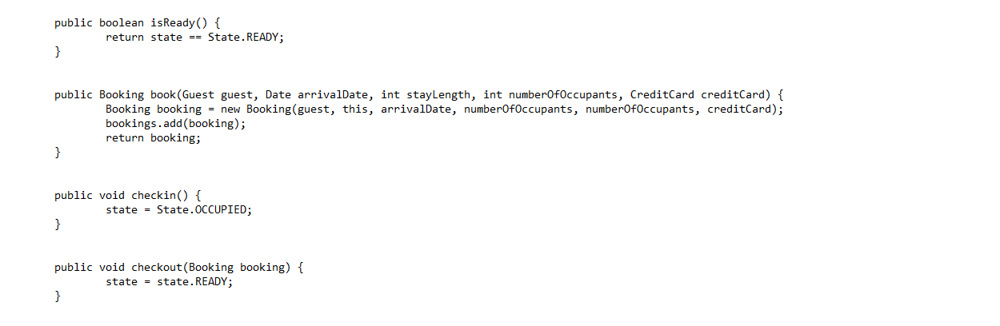 public boolean isReady() {
return state == State.READY;
}
public Booking book(Guest guest, Date arrivalDate, int stayLength, int numberOfOccupants, CreditCard creditCard) {
Booking booking = new Booking(guest, this, arrivalDate, numberOfOccupants, numberOfOccupants, creditCard);
bookings.add(booking);
return booking;
}
public void checkin() {
state = State.OCCUPIED;
}
public void checkout(Booking booking) {
state = state.READY;
}